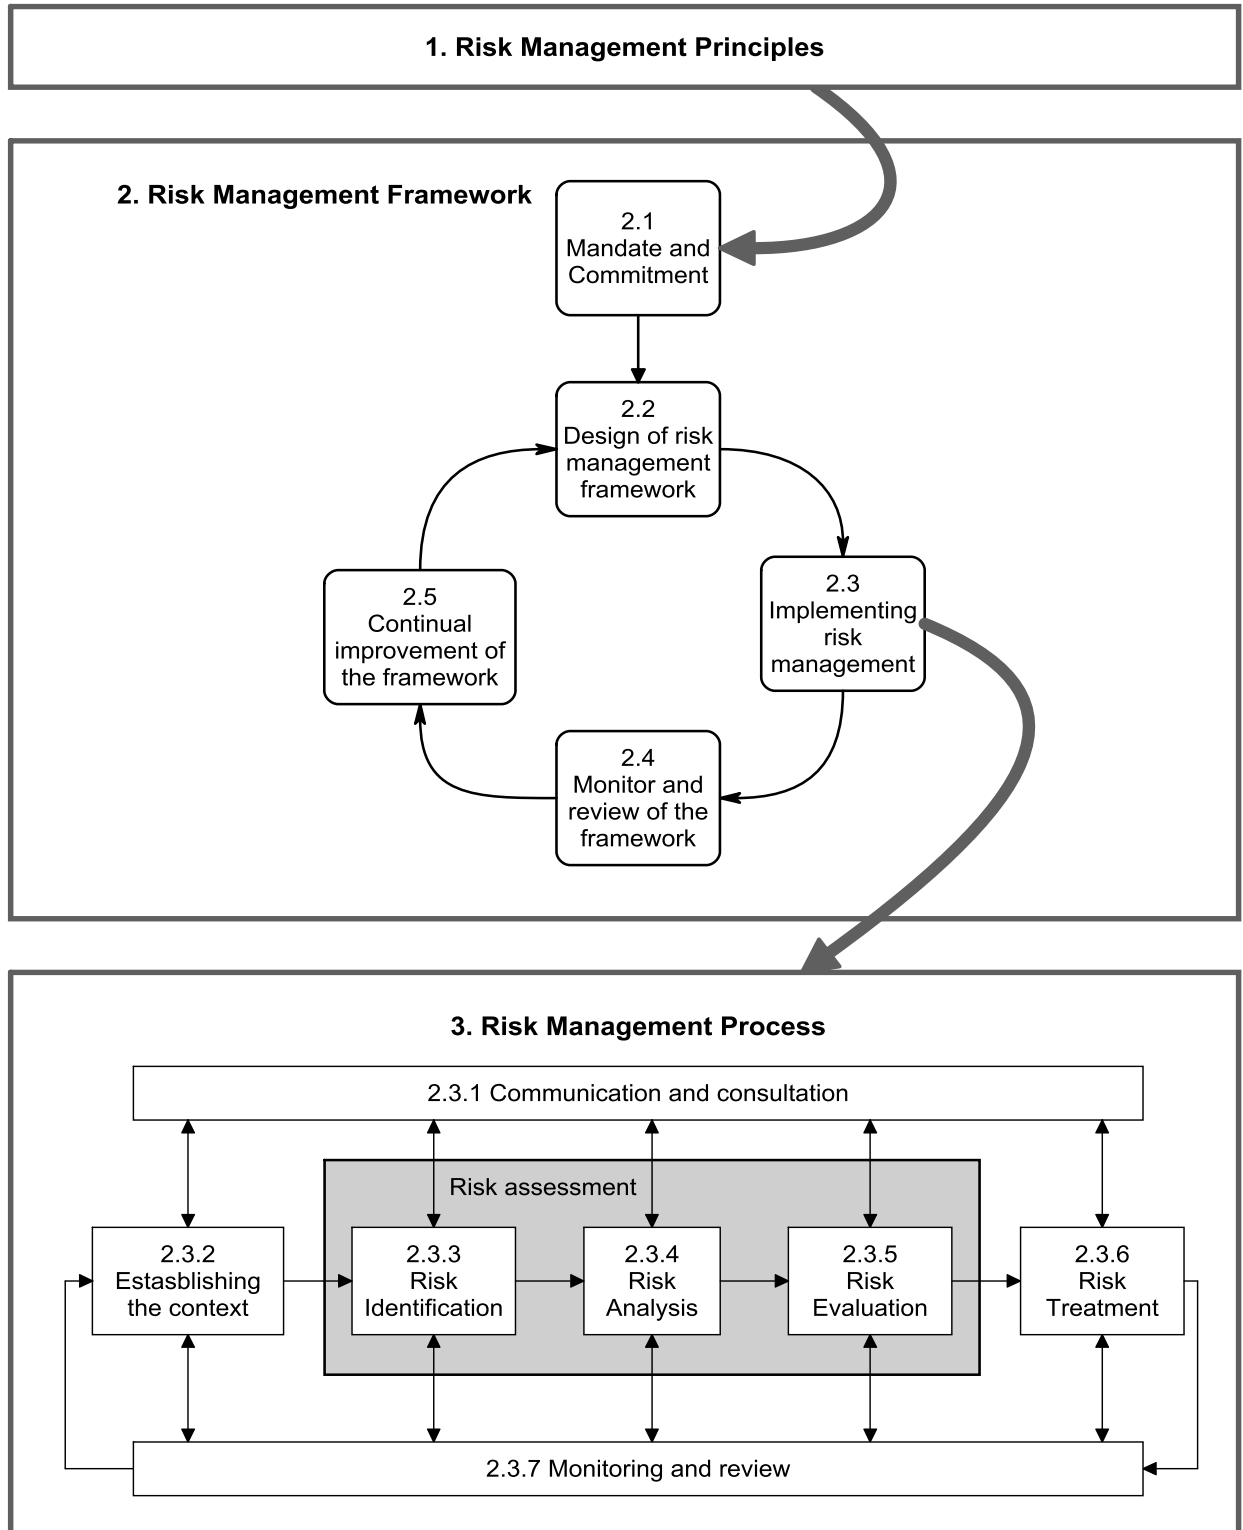 1. Risk Management Principles
2. Risk Management Framework
2.1
Mandate and
Commitment
2.2
Design of risk
management
framework
2.3
Implementing
risk
management
2.5
Continual
improvement of
the framework
2.4
Monitor and
review of the
framework
3. Risk Management Process
2.3.1 Communication and consultation
Risk assessment
2.3.2
Estasblishing
the context
2.3.3
Risk
Identification
2.3.4
Risk
Analysis
2.3.5
Risk
Evaluation
2.3.6
Risk
Treatment
2.3.7 Monitoring and review